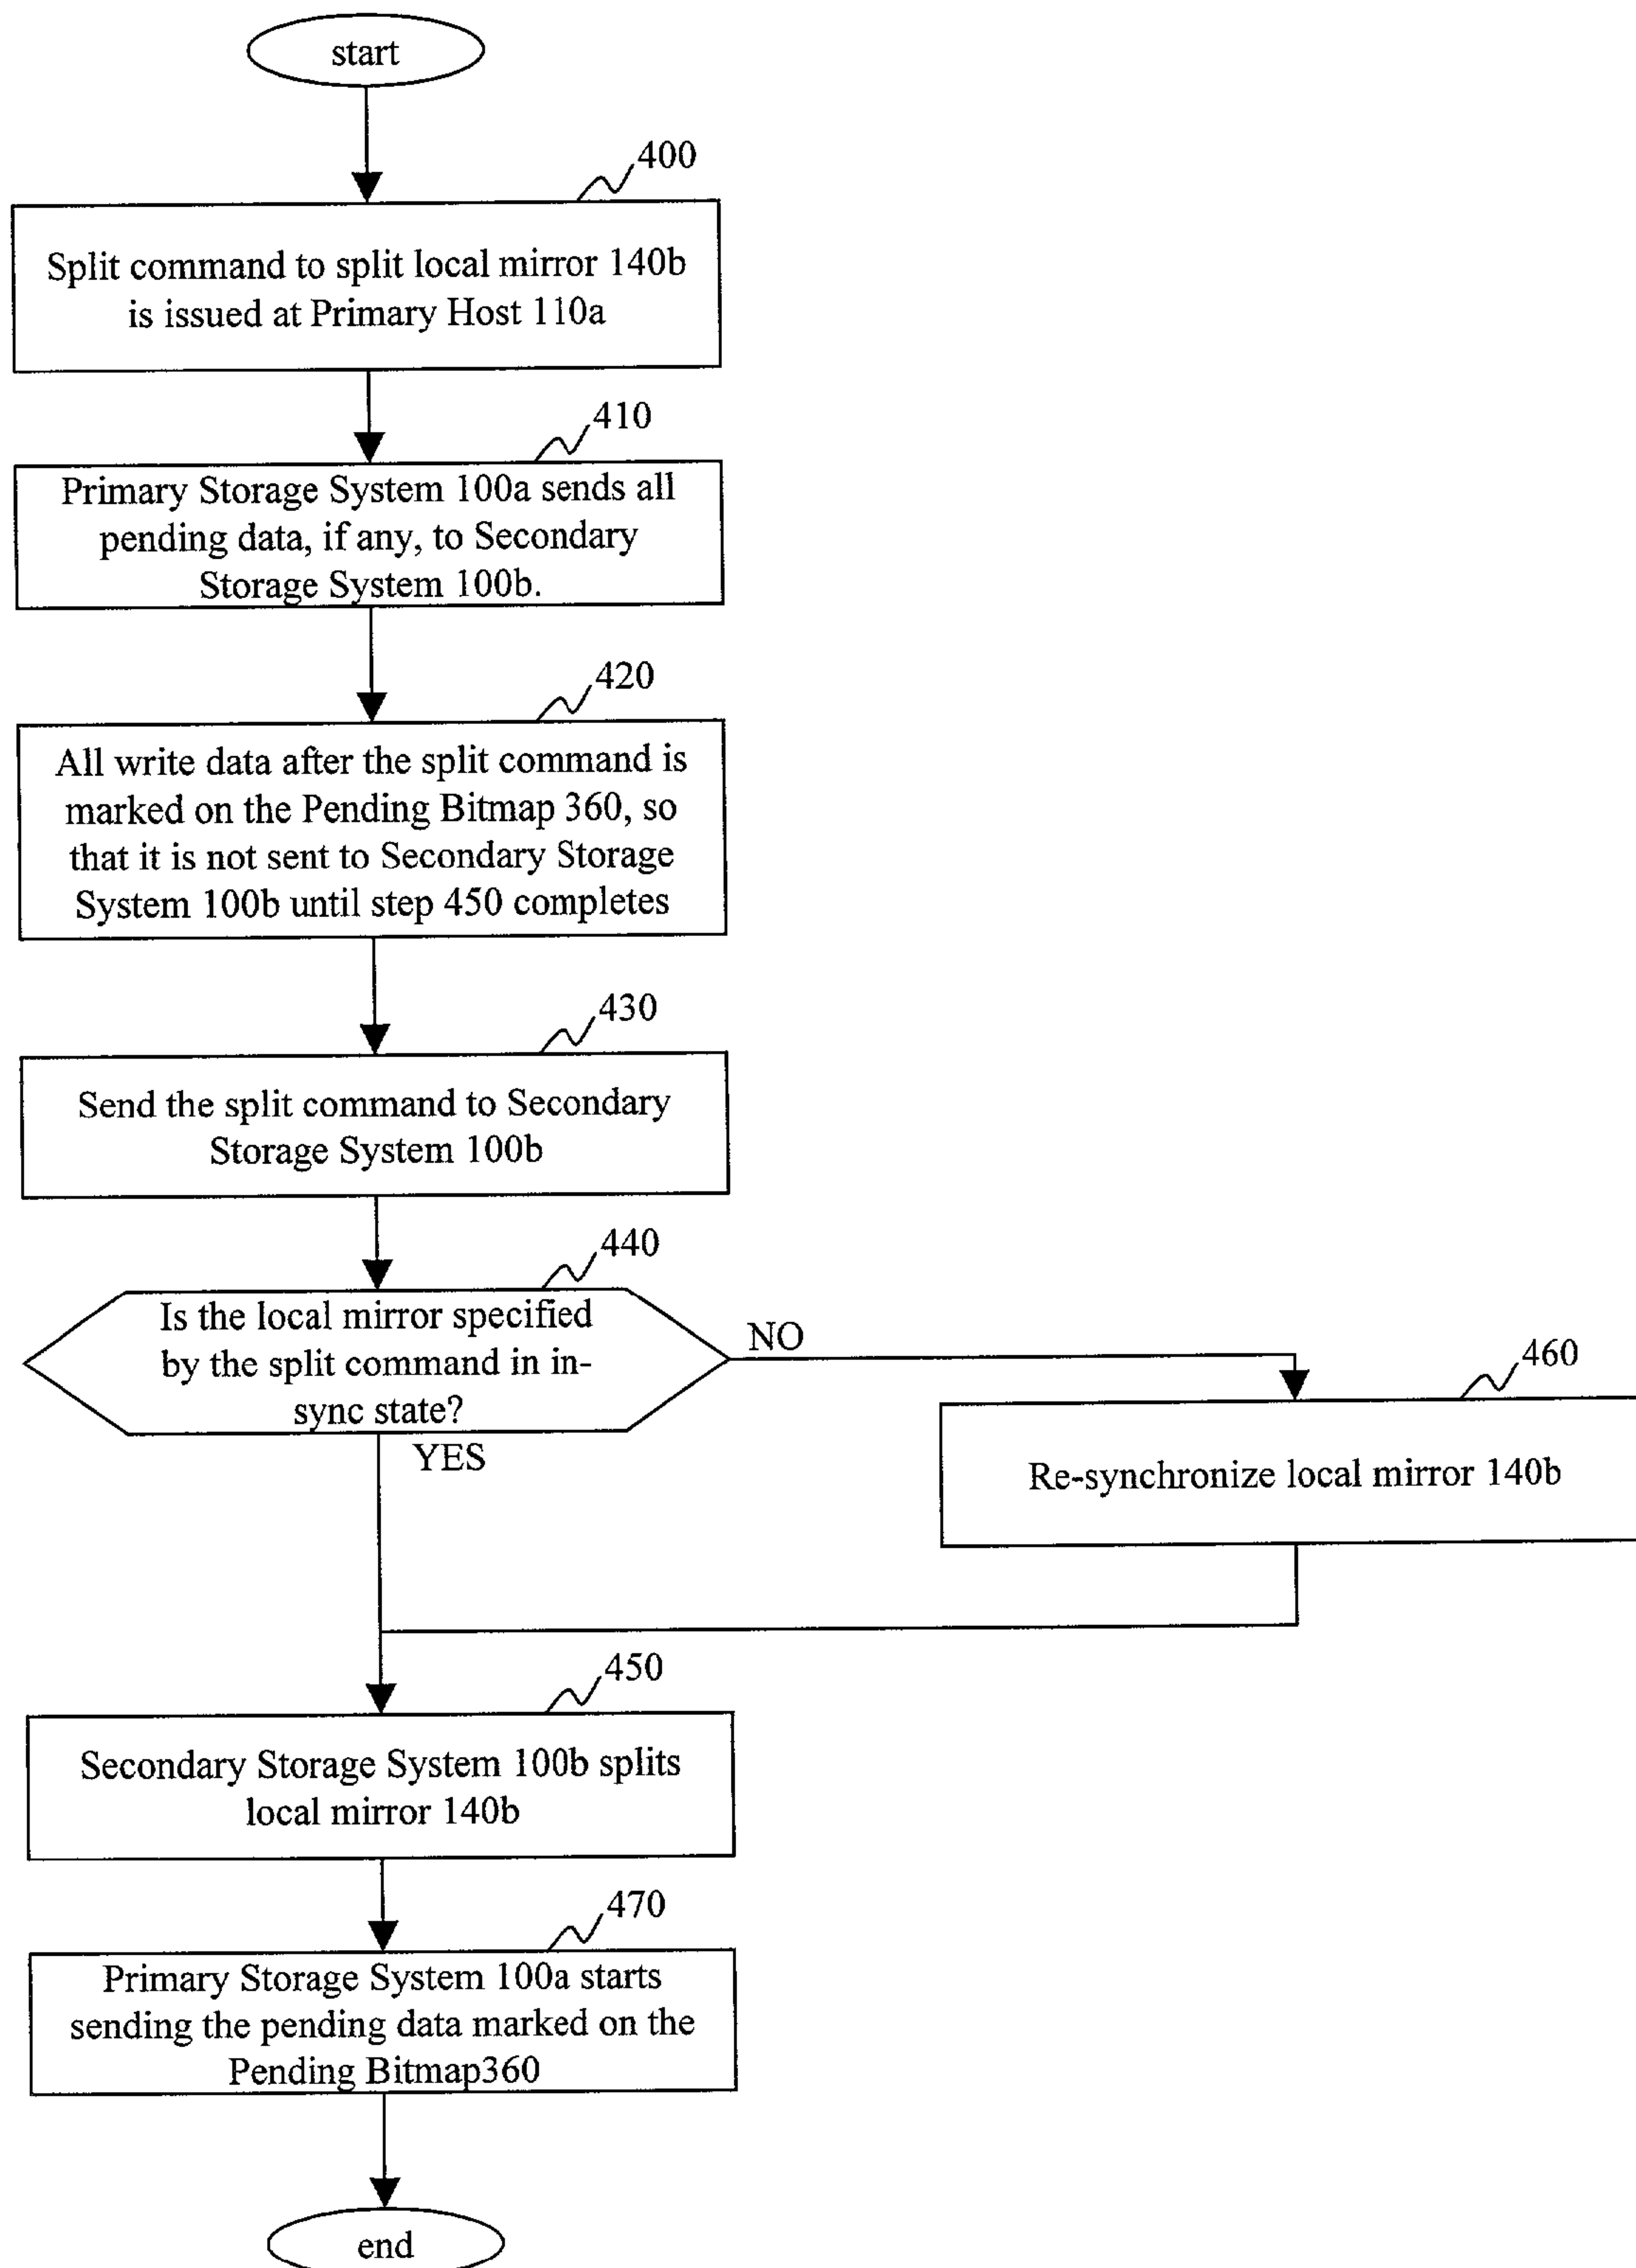 start
400
Split command to split local mirror 140b
is issued at Primary Host 110a
410
Primary Storage System 100a sends all
pending data, if any, to Secondary
Storage System 100b.
420
All write data after the split command is
marked on the Pending Bitmap 360, so
that it is not sent to Secondary Storage
System 100b until step 450 completes
430
Send the split command to Secondary
Storage System 100b
440
Is the local mirror specified
by the split command in in-
sync state?
NO
YES
460
Re-synchronize local mirror 140b
450
Secondary Storage System 100b splits
local mirror 140b
470
Primary Storage System 100a starts
sending the pending data marked on the
Pending Bitmap360
end